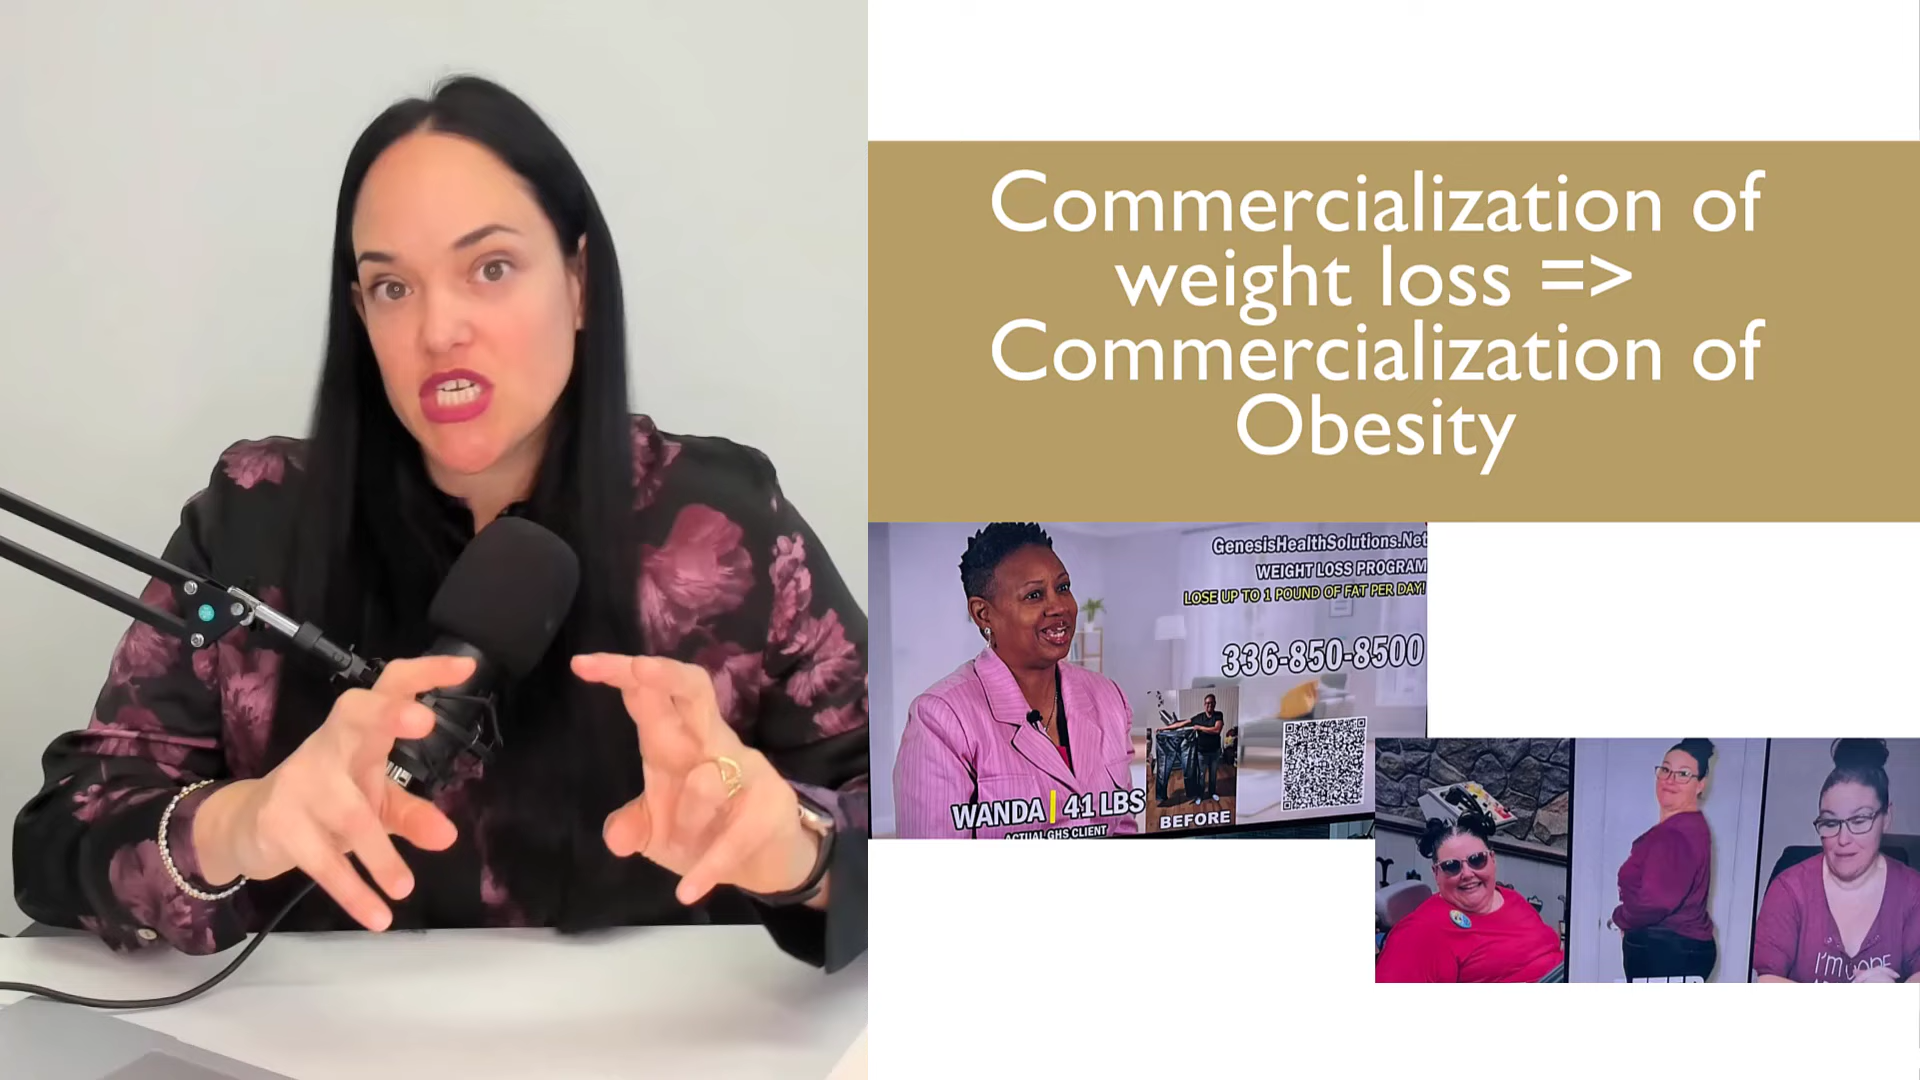 Commercialization of
weight loss =>
Commercialization of
Obesity
GenesisHealthSolutions.Net
WEIGHT LOSS PROGRAM
LOSE UP TO 1 POUND OF FAT PER DAY!
336-850-8500
WANDA | 41 LBS
ACTUAL GHS CLIENT
BEFORE
I'M